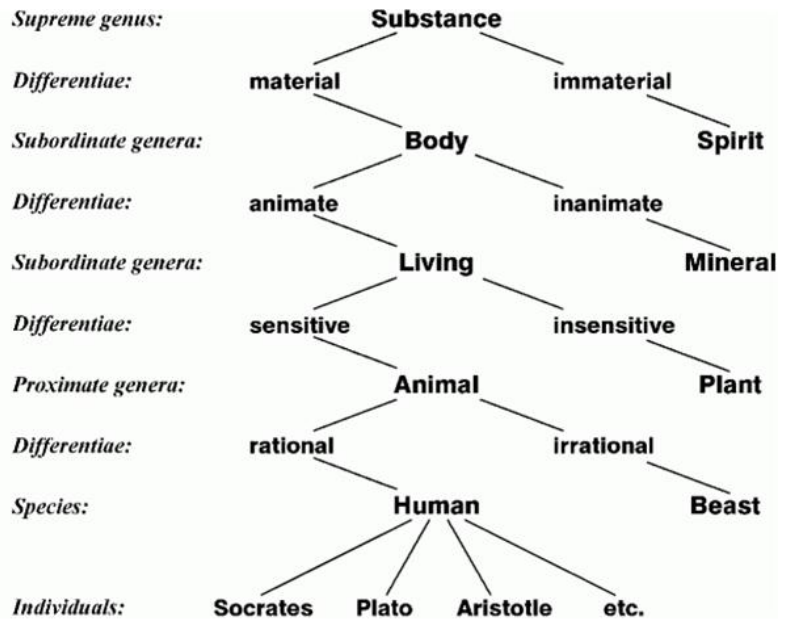 Supreme genus: Substance
Differentiae: material immaterial
Subordinate genera: Body Spirit
Differentiae: animate inanimate
Subordinate genera: Living Mineral
Differentiae: sensitive insensitive
Proximate genera: Animal Plant
Differentiae: rational irrational
Species: Human Beast
Individuals: Socrates Plato Aristotle etc.